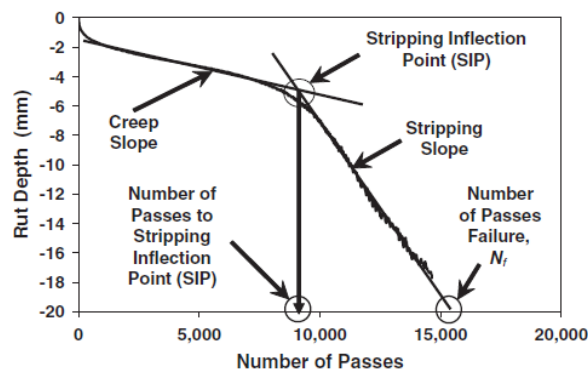 0
-2
-4
-6
-8
-10
-12
-14
-16
-18
-20
Rut Depth (mm)
Stripping Inflection
Point (SIP)
Creep
Slope
Stripping
Slope
Number of
Passes to
Stripping
Inflection
Point (SIP)
Number
of Passes
Failure,
Nf
0
5,000
10,000
15,000
20,000
Number of Passes